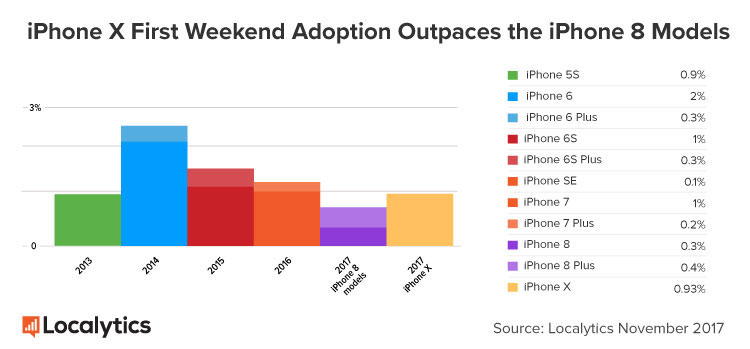 iPhone X First Weekend Adoption Outpaces the iPhone 8 Models
3%
0
2013
2014
2015
2016
2017
iPhone 8
models
2017
iPhone X
iPhone 5S 0.9%
iPhone 6 2%
iPhone 6 Plus 0.3%
iPhone 6S 1%
iPhone 6S Plus 0.3%
iPhone SE 0.1%
iPhone 7 1%
iPhone 7 Plus 0.2%
iPhone 8 0.3%
iPhone 8 Plus 0.4%
iPhone X 0.93%
Localytics
Source: Localytics November 2017